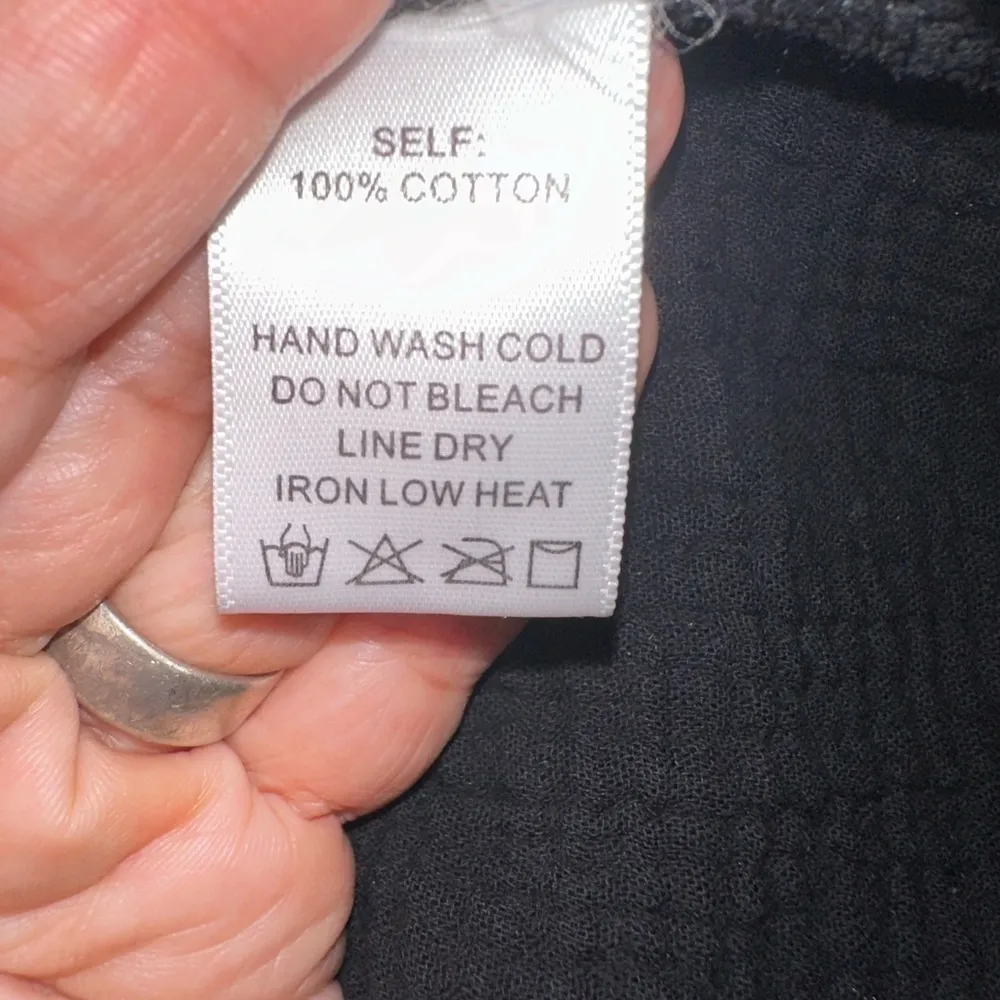 SELF:
100% COTTON
HAND WASH COLD
DO NOT BLEACH
LINE DRY
IRON LOW HEAT